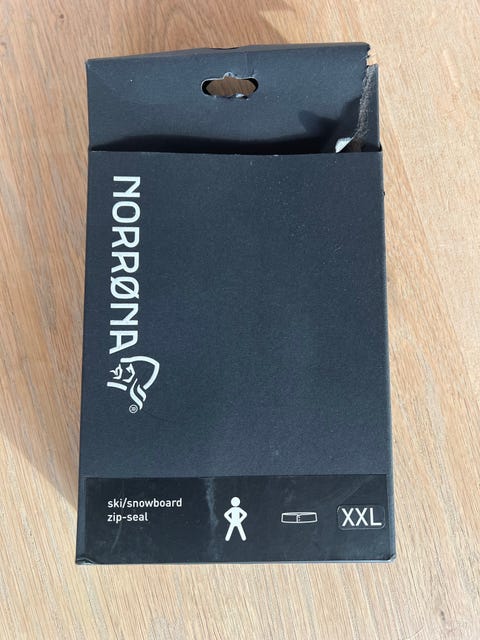 NORRØNA
®
ski/snowboard
zip-seal
E
XXL